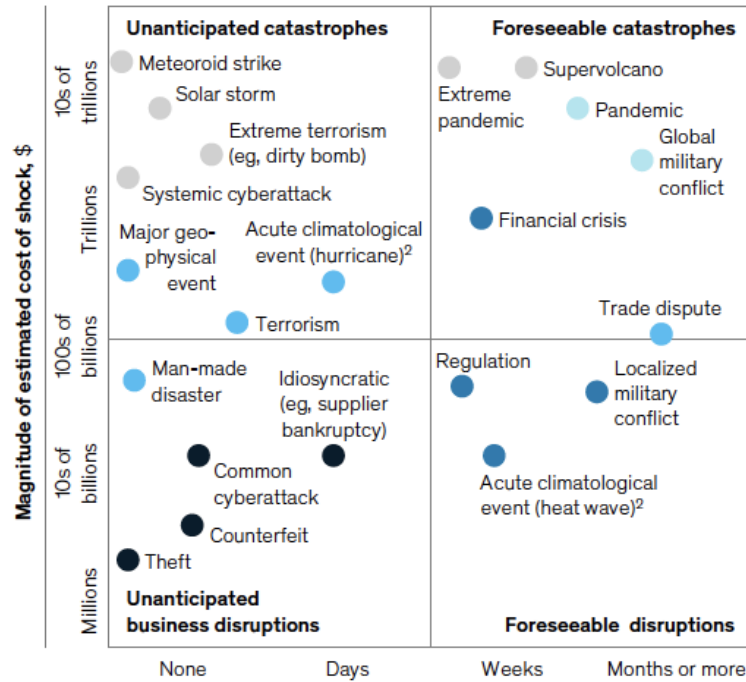 Unanticipated catastrophes
Foreseeable catastrophes
Magnitude of estimated cost of shock, $
10s of
trillions
Trillions
100s of
billions
10s of
billions
Millions
Meteoroid strike
Solar storm
Extreme terrorism
(eg, dirty bomb)
Systemic cyberattack
Major geo-
physical
event
Acute climatological
event (hurricane)²
Terrorism
Supervolcano
Extreme
pandemic
Pandemic
Global
military
conflict
Financial crisis
Trade dispute
Man-made
disaster
Idiosyncratic
(eg, supplier
bankruptcy)
Common
cyberattack
Counterfeit
Theft
Regulation
Localized
military
conflict
Acute climatological
event (heat wave)²
Unanticipated
business disruptions
Foreseeable disruptions
None
Days
Weeks
Months or more